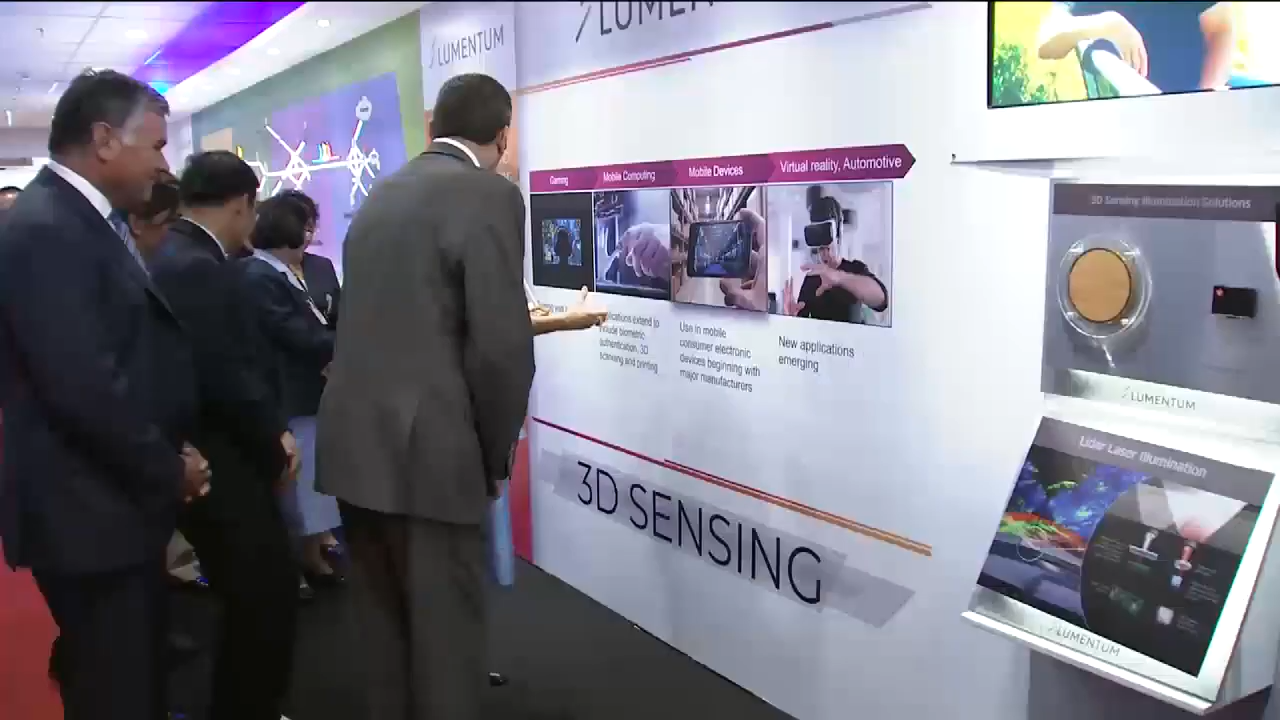 LUMENTUM
LUMEN
Gaming
Mobile Computing
Mobile Devices
Virtual reality, Automotive
extend to
include biometric
authentication, 3D
scanning and printing
Use in mobile
consumer electronic
devices beginning with
major manufacturers
New applications
emerging
3D SENSING
3D Sensing Illumination Solutions
LUMENTUM
Lidar Laser Illumination
LUMENTUM